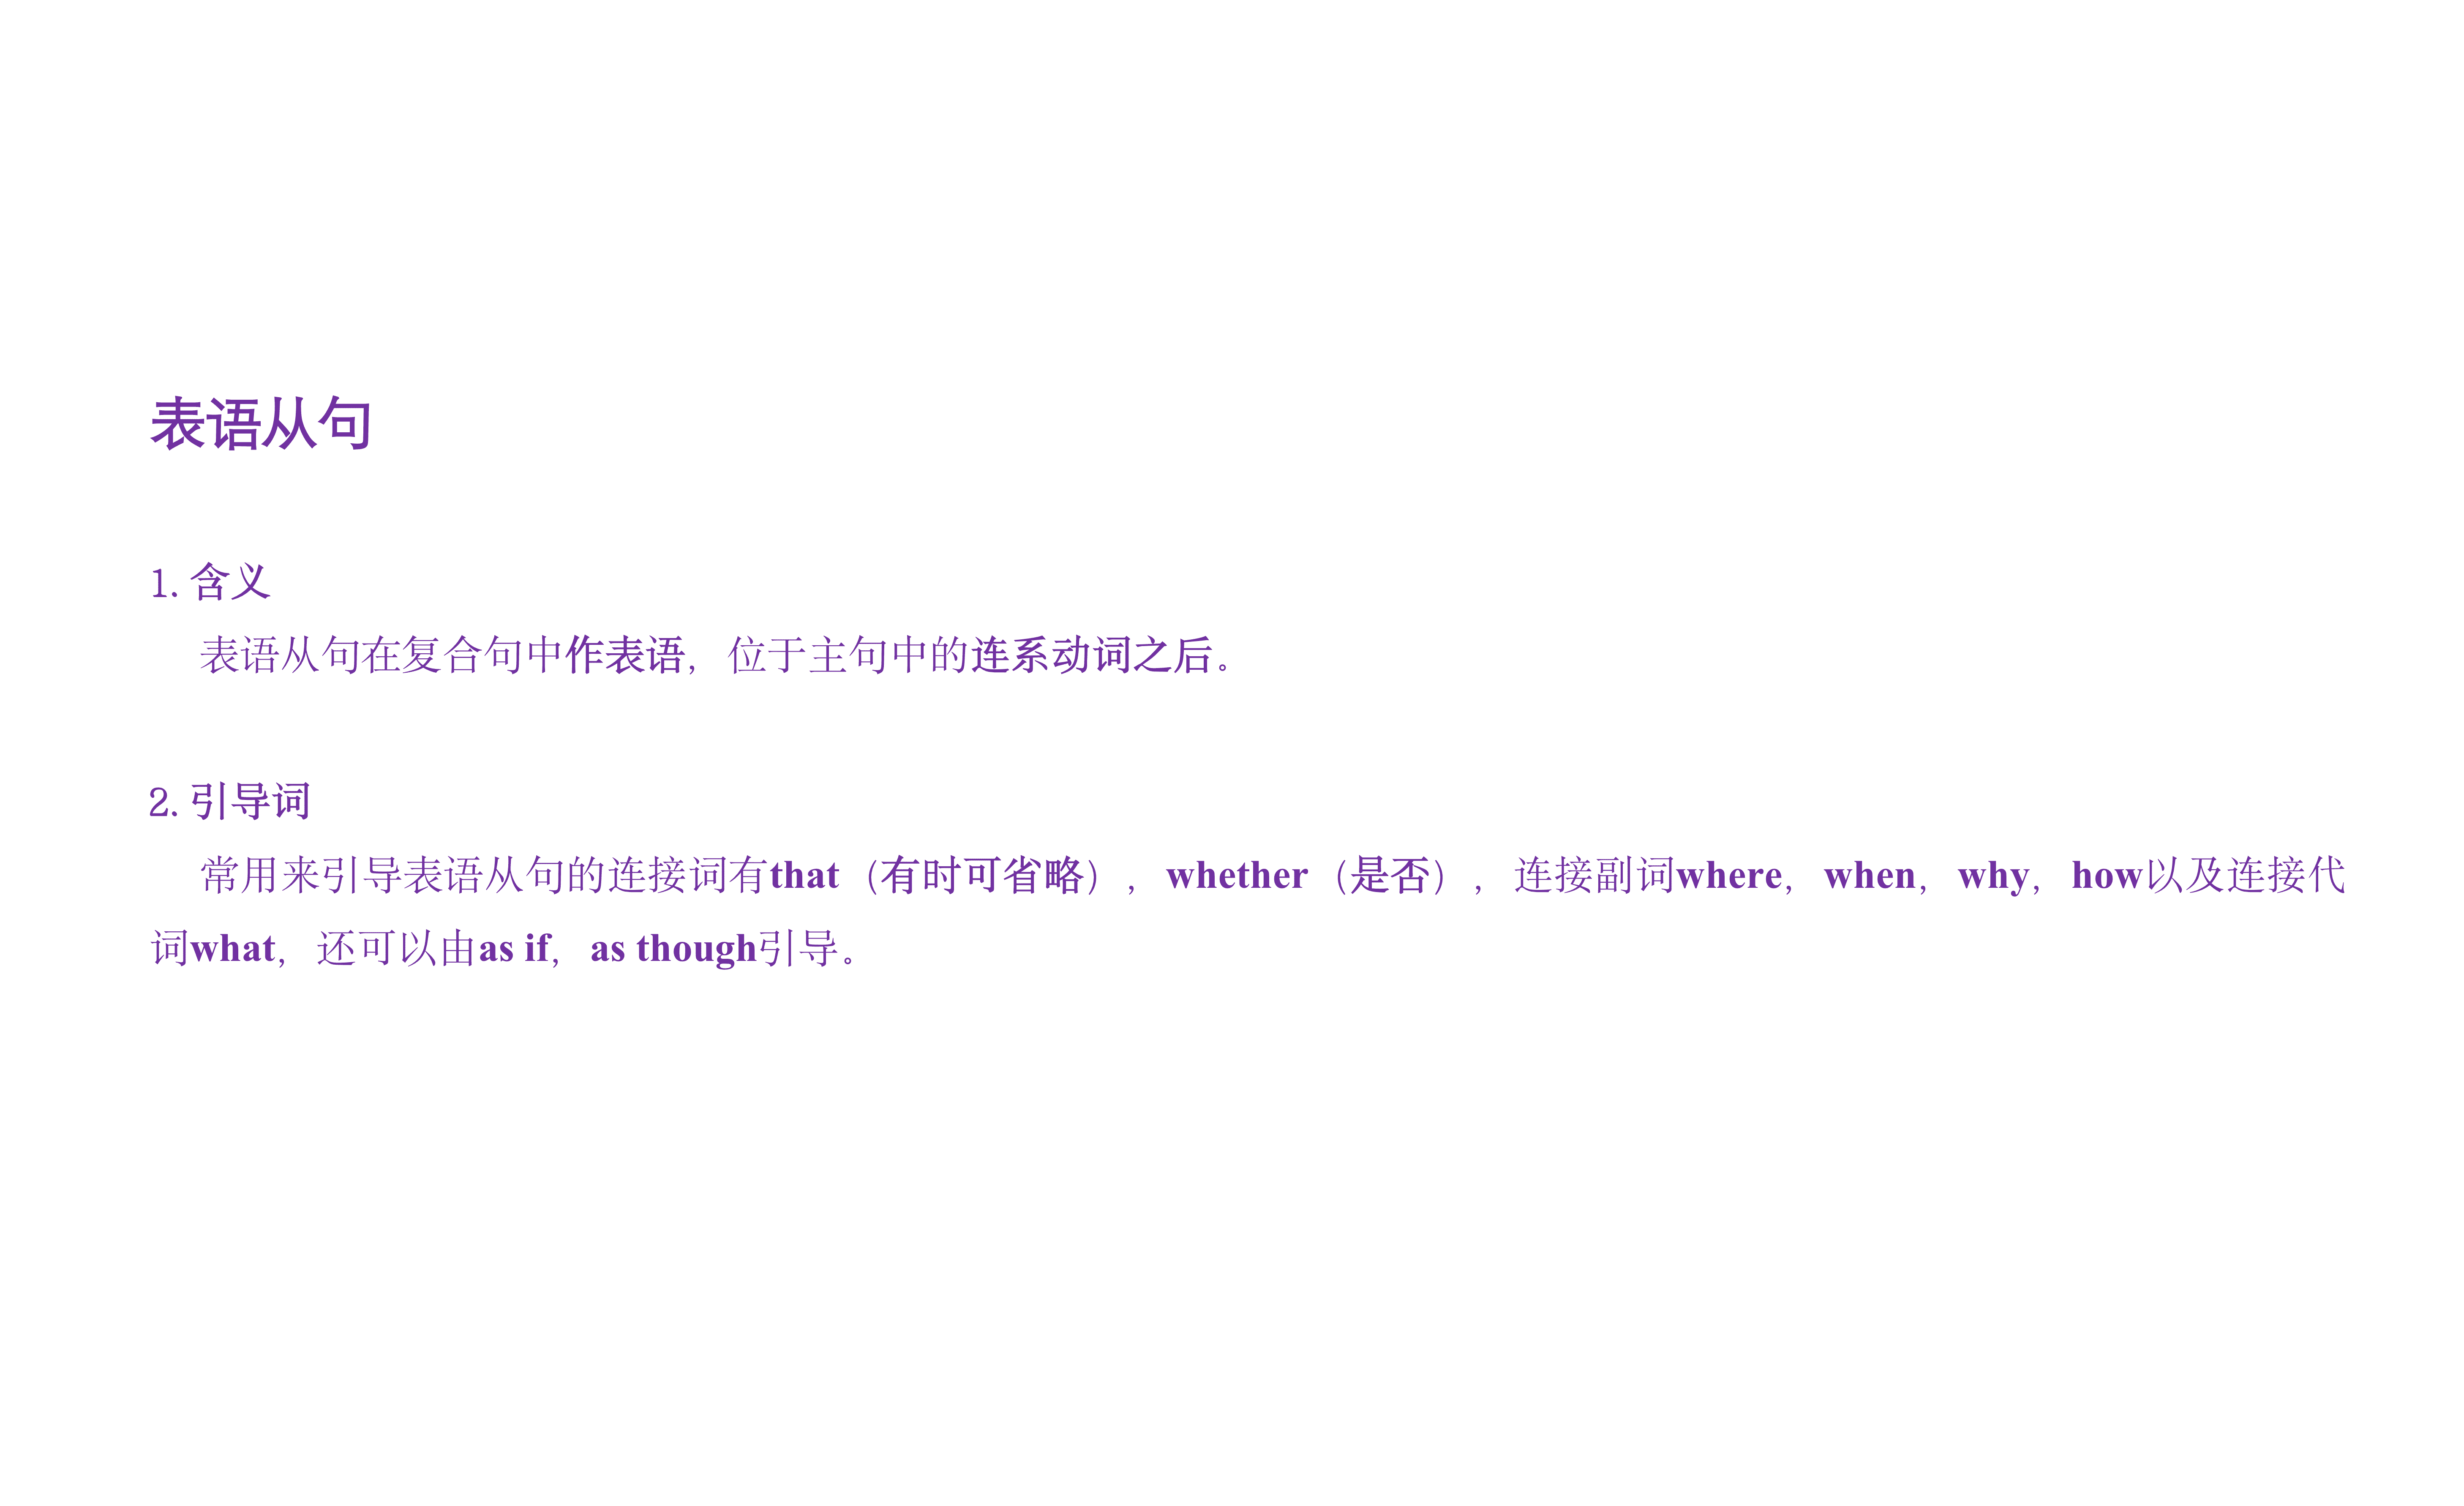 表语从句
1. 含义
表语从句在复合句中作表语，位于主句中的连系动词之后。
2. 引导词
常用来引导表语从句的连接词有that（有时可省略），whether（是否），连接副词where，when，why，how以及连接代
词what，还可以由as if，as though引导。